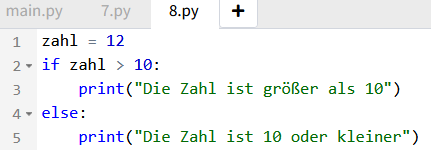 main.py 7.py 8.py +
1 zahl = 12
2 if zahl > 10:
3     print("Die Zahl ist größer als 10")
4 else:
5     print("Die Zahl ist 10 oder kleiner")